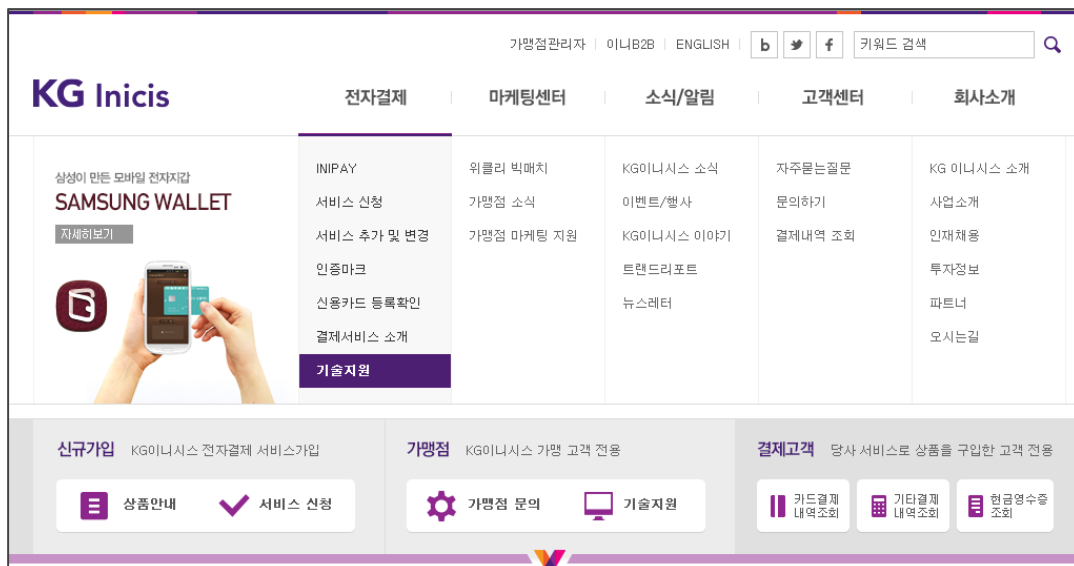 가맹점관리자 이니B2B ENGLISH b f 키워드 검색
KG Inicis
전자결제 마케팅센터 소식/알림 고객센터 회사소개
삼성이 만든 모바일 전자지갑
SAMSUNG WALLET
자세히보기
INIPAY
서비스 신청
서비스 추가 및 변경
인증마크
신용카드 등록확인
결제서비스 소개
기술지원
위클리 빅매치
가맹점 소식
가맹점 마케팅 지원
KG이니시스 소식
이벤트/행사
KG이니시스 이야기
트랜드리포트
뉴스레터
자주묻는질문
문의하기
결제내역 조회
KG 이니시스 소개
사업소개
인재채용
투자정보
파트너
오시는길
신규가입 KG이니시스 전자결제 서비스가입
상품안내 서비스 신청
가맹점 KG이니시스 가맹 고객 전용
가맹점 문의 기술지원
결제고객 당사 서비스로 상품을 구입한 고객 전용
카드결제
내역조회
기타결제
내역조회
현금영수증
조회